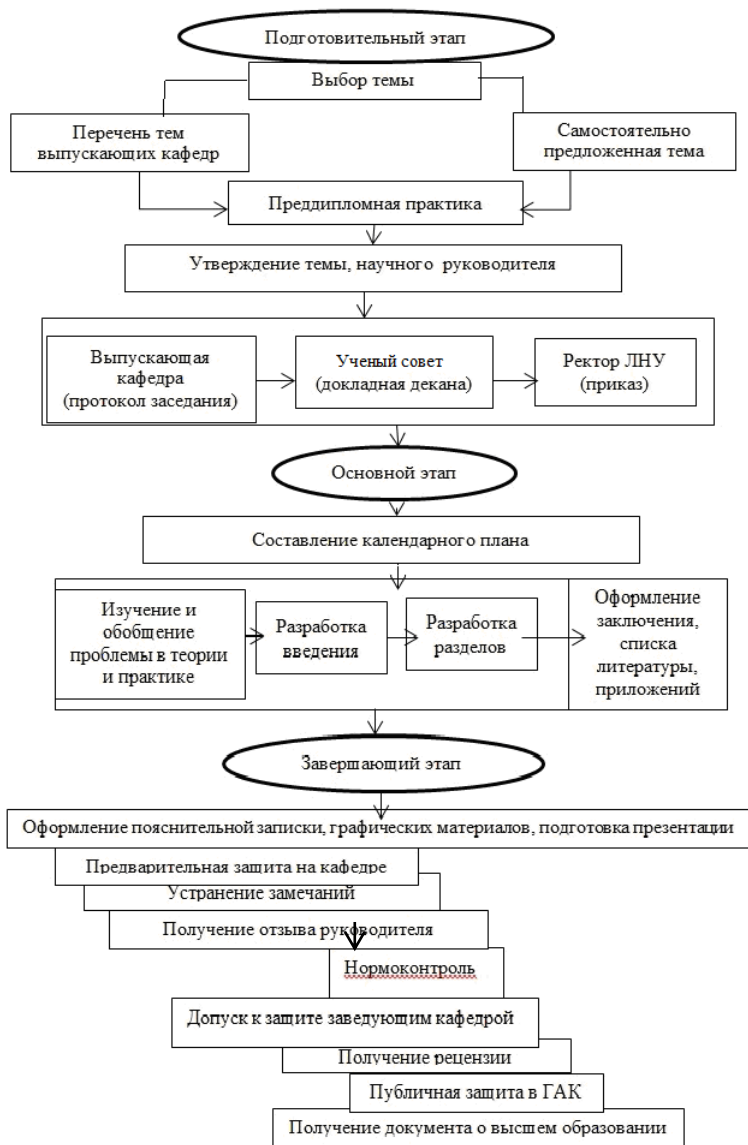 Подготовительный этап
Выбор темы
Перечень тем
выпускающих кафедр
Самостоятельно
предложенная тема
Преддипломная практика
Утверждение темы, научного руководителя
Выпускающая
кафедра
(протокол заседания)
Ученый совет
(докладная декана)
Ректор ЛНУ
(приказ)
Основной этап
Составление календарного плана
Изучение и
обобщение
проблемы в теории
и практике
Разработка
введения
Разработка
разделов
Оформление
заключения,
списка
литературы,
приложений
Завершающий этап
Оформление пояснительной записки, графических материалов, подготовка презентации
Предварительная защита на кафедре
Устранение замечаний
Получение отзыва руководителя
Нормоконтроль
Допуск к защите заведующим кафедрой
Получение рецензии
Публичная защита в ГАК
Получение документа о высшем образовании